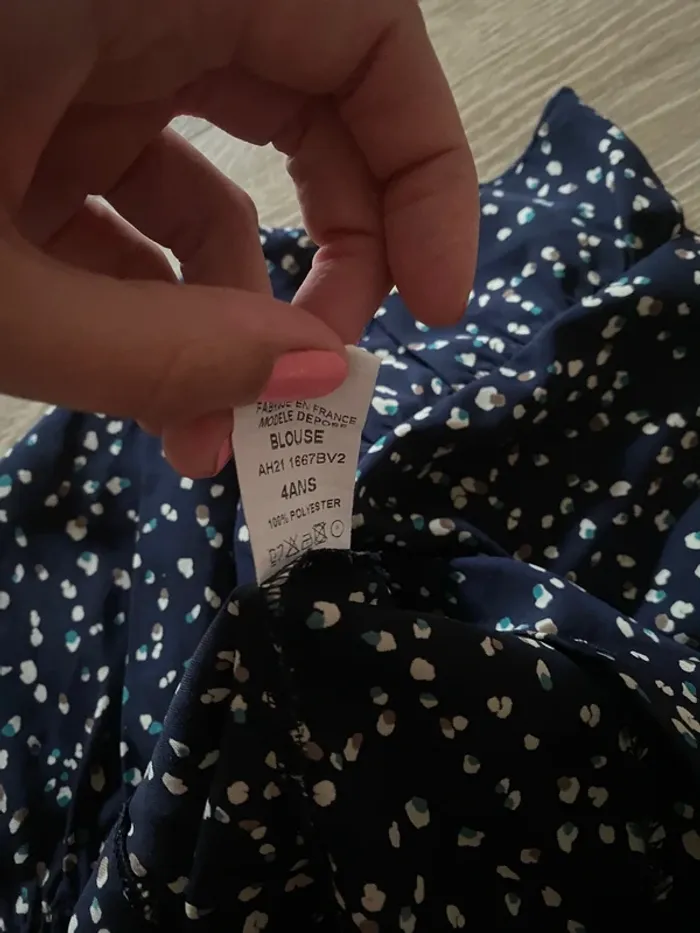 FABRIQUE EN FRANCE
MODELE DEPOSE
BLOUSE
AH21 1667BV2
4ANS
100% POLYESTER